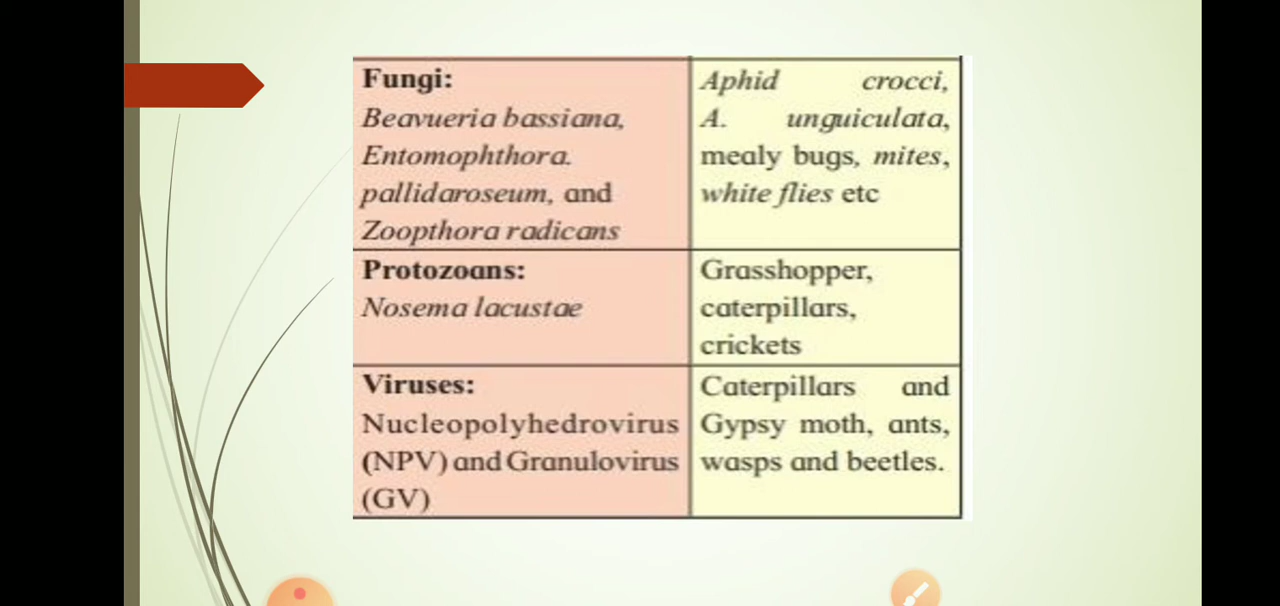 Fungi:
Beavueria bassiana,
Entomophthora.
pallidaroseum, and
Zoopthora radicans
Aphid crocci,
A. unguiculata,
mealy bugs, mites,
white flies etc
Protozoans:
Nosema lacustae
Grasshopper,
caterpillars,
crickets
Viruses:
Nucleopolyhedrovirus
(NPV) and Granulovirus
(GV)
Caterpillars and
Gypsy moth, ants,
wasps and beetles.